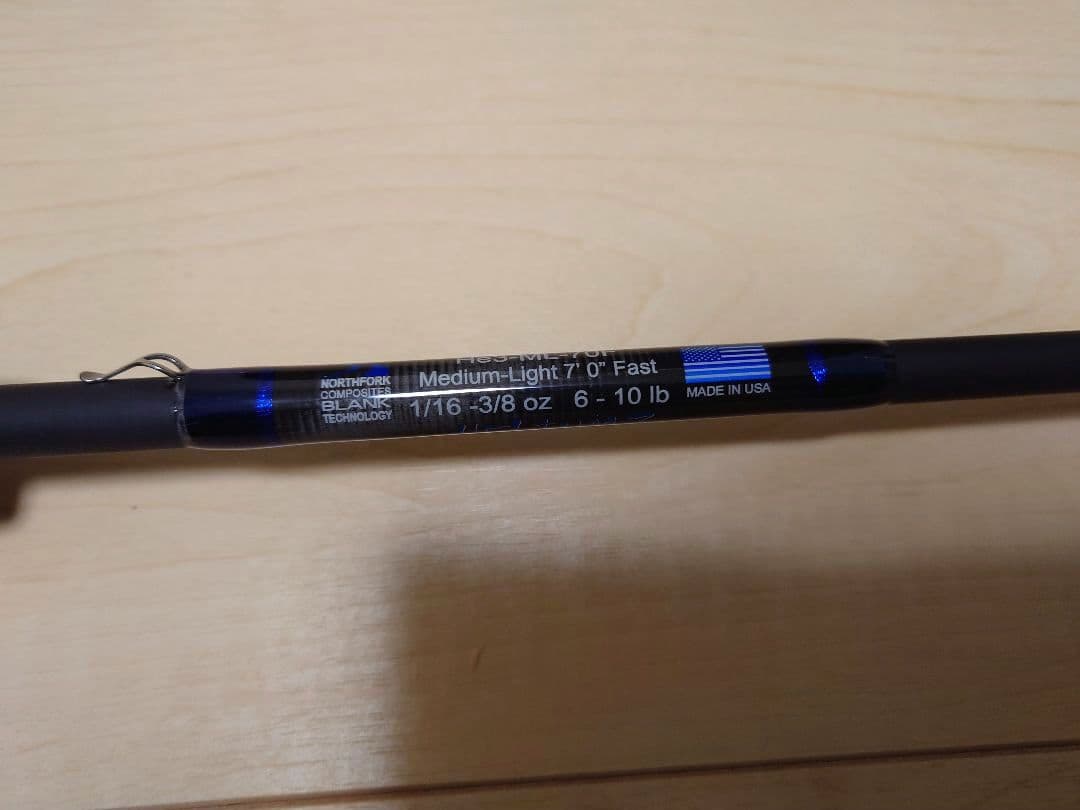 NORTHFORK
COMPOSITES
BLANK
TECHNOLOGY
Medium-Light 7' 0" Fast
1/16 -3/8 oz 6 - 10 lb
MADE IN USA